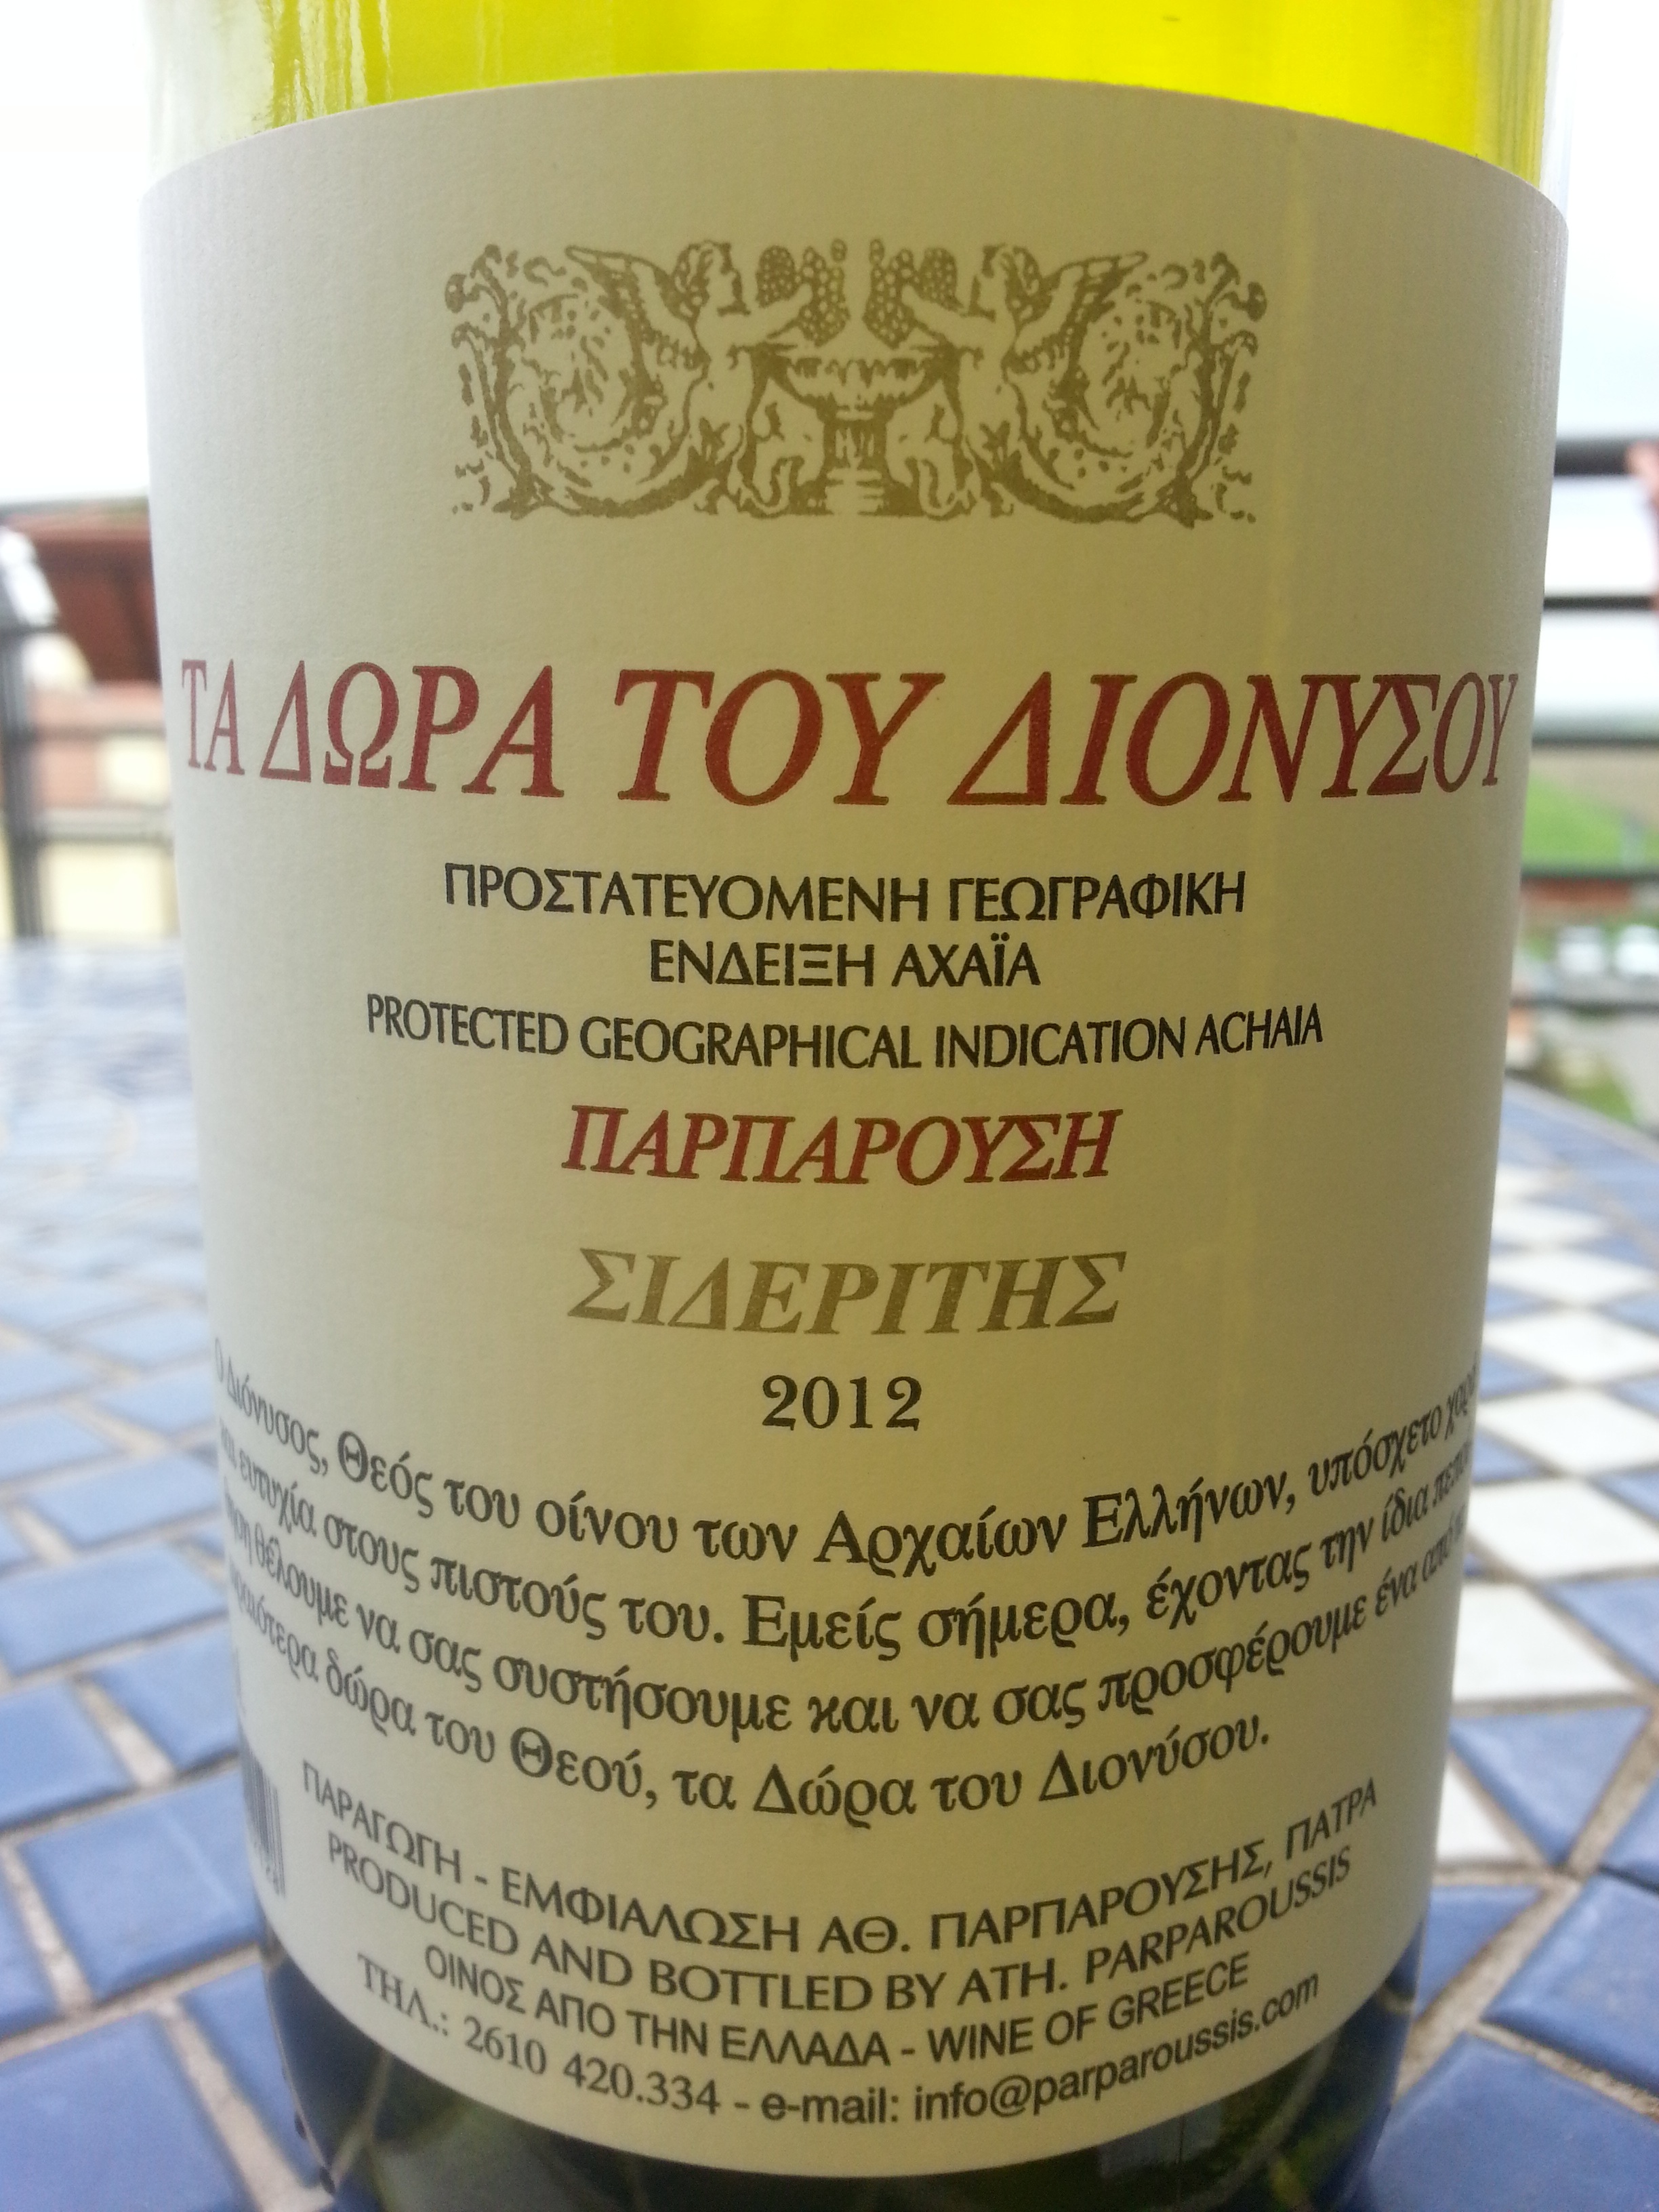 ΤΑ ΔΩΡΑ ΤΟΥ ΔΙΟΝΥΣΟΥ
ΠΡΟΣΤΑΤΕΥΟΜΕΝΗ ΓΕΩΓΡΑΦΙΚΗ
ΕΝΔΕΙΞΗ ΑΧΑΪΑ
PROTECTED GEOGRAPHICAL INDICATION ACHAIA
ΠΑΡΠΑΡΟΥΣΗ
ΣΙΔΕΡΙΤΗΣ
2012
Ο Διόνυσος, Θεός του οίνου των Αρχαίων Ελλήνων, υπόσχετο
και ευτυχία στους πιστούς του. Εμείς σήμερα, έχοντας την ίδια
θέλουμε να σας συστήσουμε και να σας προσφέρουμε ένα από
δώρα του Θεού, τα Δώρα του Διονύσου.
ΠΑΡΑΓΩΓΗ - ΕΜΦΙΑΛΩΣΗ ΑΘ. ΠΑΡΠΑΡΟΥΣΗΣ, ΠΑΤΡΑ
PRODUCED AND BOTTLED BY ATH. PARPAROUSSIS
ΟΙΝΟΣ ΑΠΟ ΤΗΝ ΕΛΛΑΔΑ - WINE OF GREECE
ΤΗΛ.: 2610 420.334 - e-mail: info@parparoussis.com